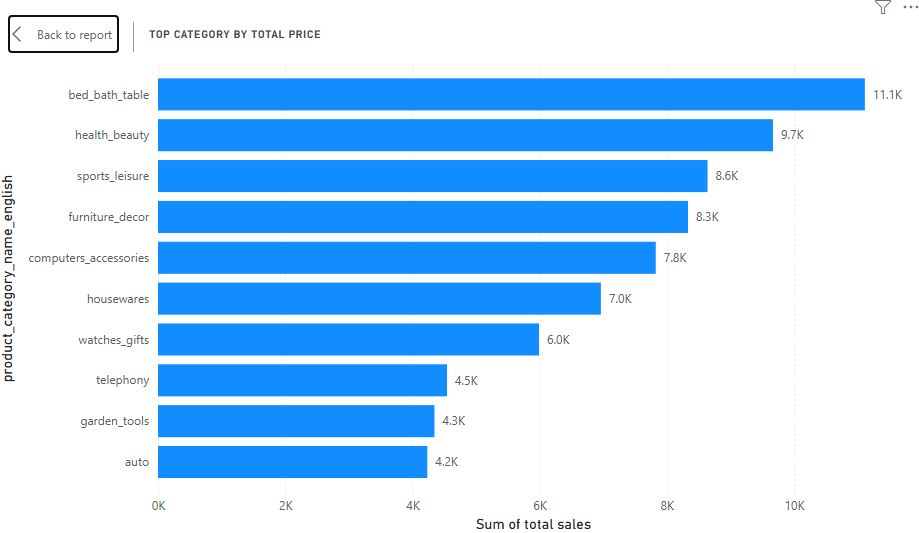 Back to report
TOP CATEGORY BY TOTAL PRICE
product_category_name_english
bed_bath_table 11.1K
health_beauty 9.7K
sports_leisure 8.6K
furniture_decor 8.3K
computers_accessories 7.8K
housewares 7.0K
watches_gifts 6.0K
telephony 4.5K
garden_tools 4.3K
auto 4.2K
0K 2K 4K 6K 8K 10K
Sum of total sales